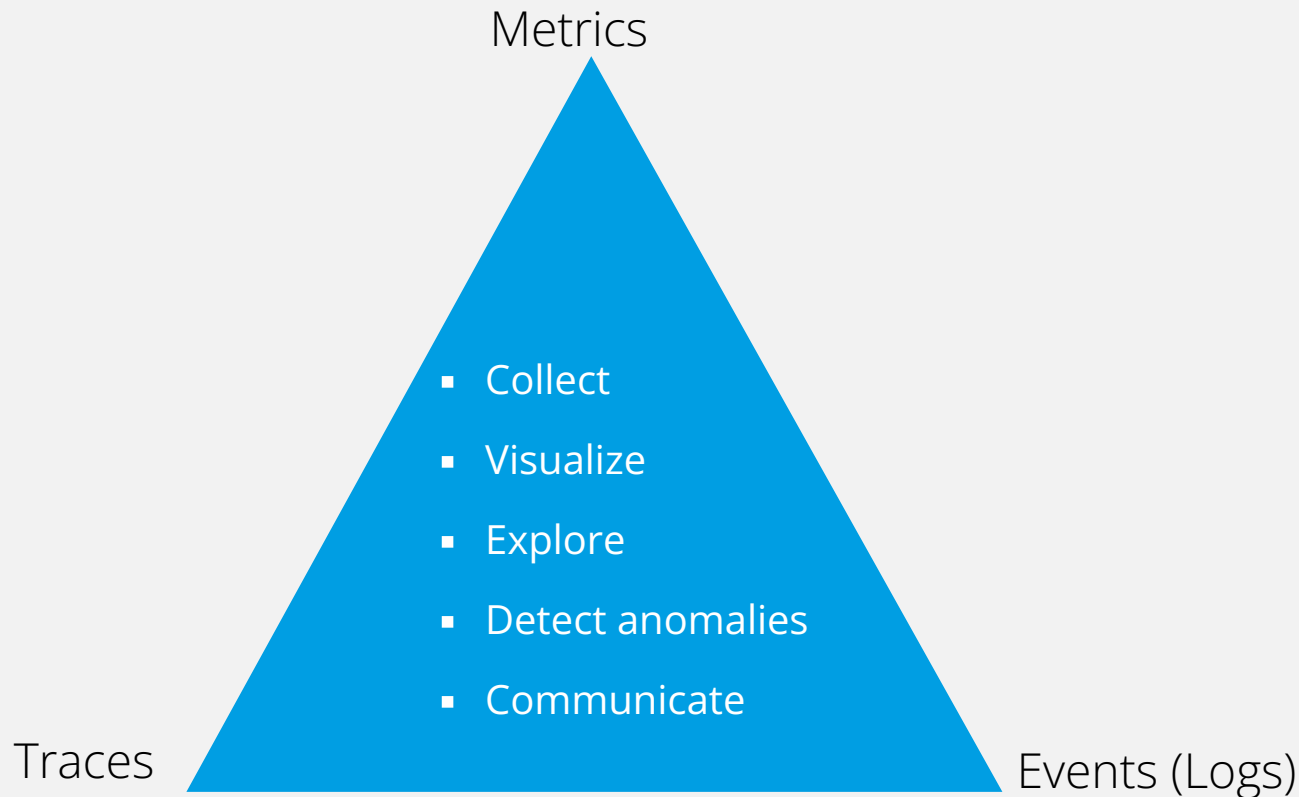 Metrics
▪ Collect
▪ Visualize
▪ Explore
▪ Detect anomalies
▪ Communicate
Traces
Events (Logs)